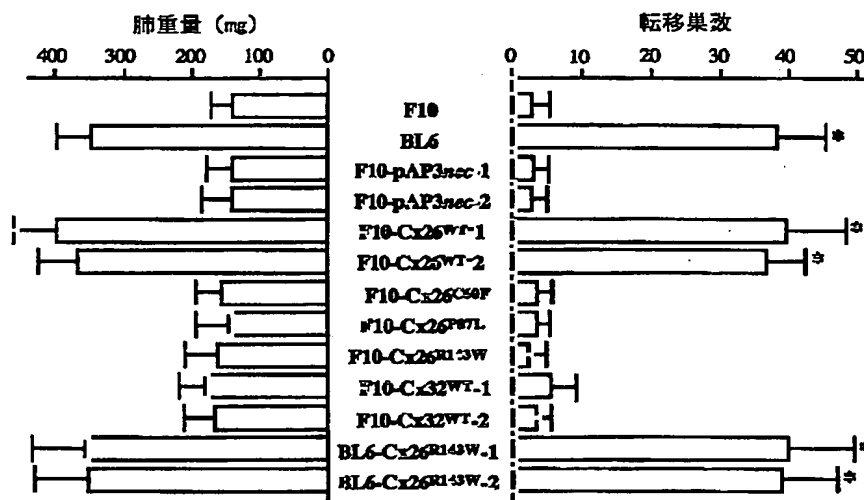 肺重量 (mg)
転移巣数
400 300 200 100 0
0 10 20 30 40 50
F10
BL6 *
F10-pAP3neo-1
F10-pAP3neo-2
F10-Cx26WT-1 *
F10-Cx26WT-2 *
F10-Cx26C60F
F10-Cx26P87L
F10-Cx26R143W
F10-Cx32WT-1
F10-Cx32WT-2
BL6-Cx26R143W-1 *
BL6-Cx26R143W-2 *